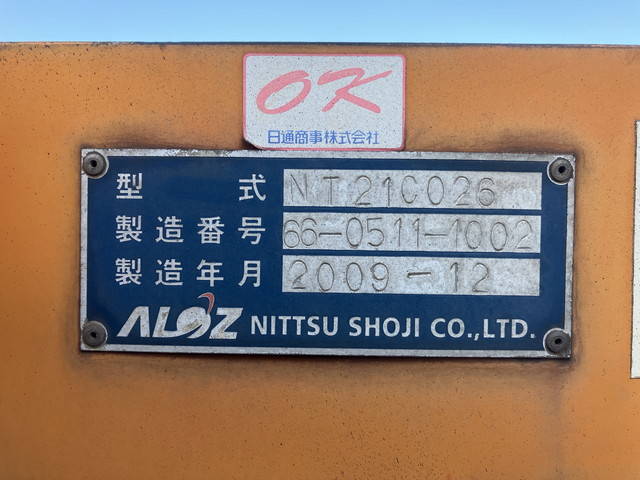 OK
日通商事株式会社
型 式 NT21C026
製造番号 66-0511-1002
製造年月 2009-12
ALOZ NITTSU SHOJI CO.,LTD.